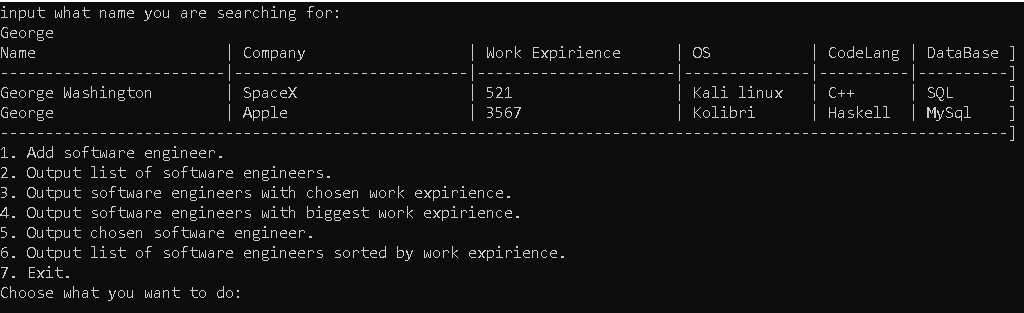 input what name you are searching for:
George
Name                     | Company                   | Work Expirience      | OS            | CodeLang | DataBase ]
-------------------------|---------------------------|----------------------|---------------|----------|----------]
George Washington        | SpaceX                    | 521                  | Kali linux    | C++      | SQL      ]
George                   | Apple                     | 3567                 | Kolibri       | Haskell  | MySql    ]
-----------------------------------------------------------------------------------------------------------------]
1. Add software engineer.
2. Output list of software engineers.
3. Output software engineers with chosen work expirience.
4. Output software engineers with biggest work expirience.
5. Output chosen software engineer.
6. Output list of software engineers sorted by work expirience.
7. Exit.
Choose what you want to do: